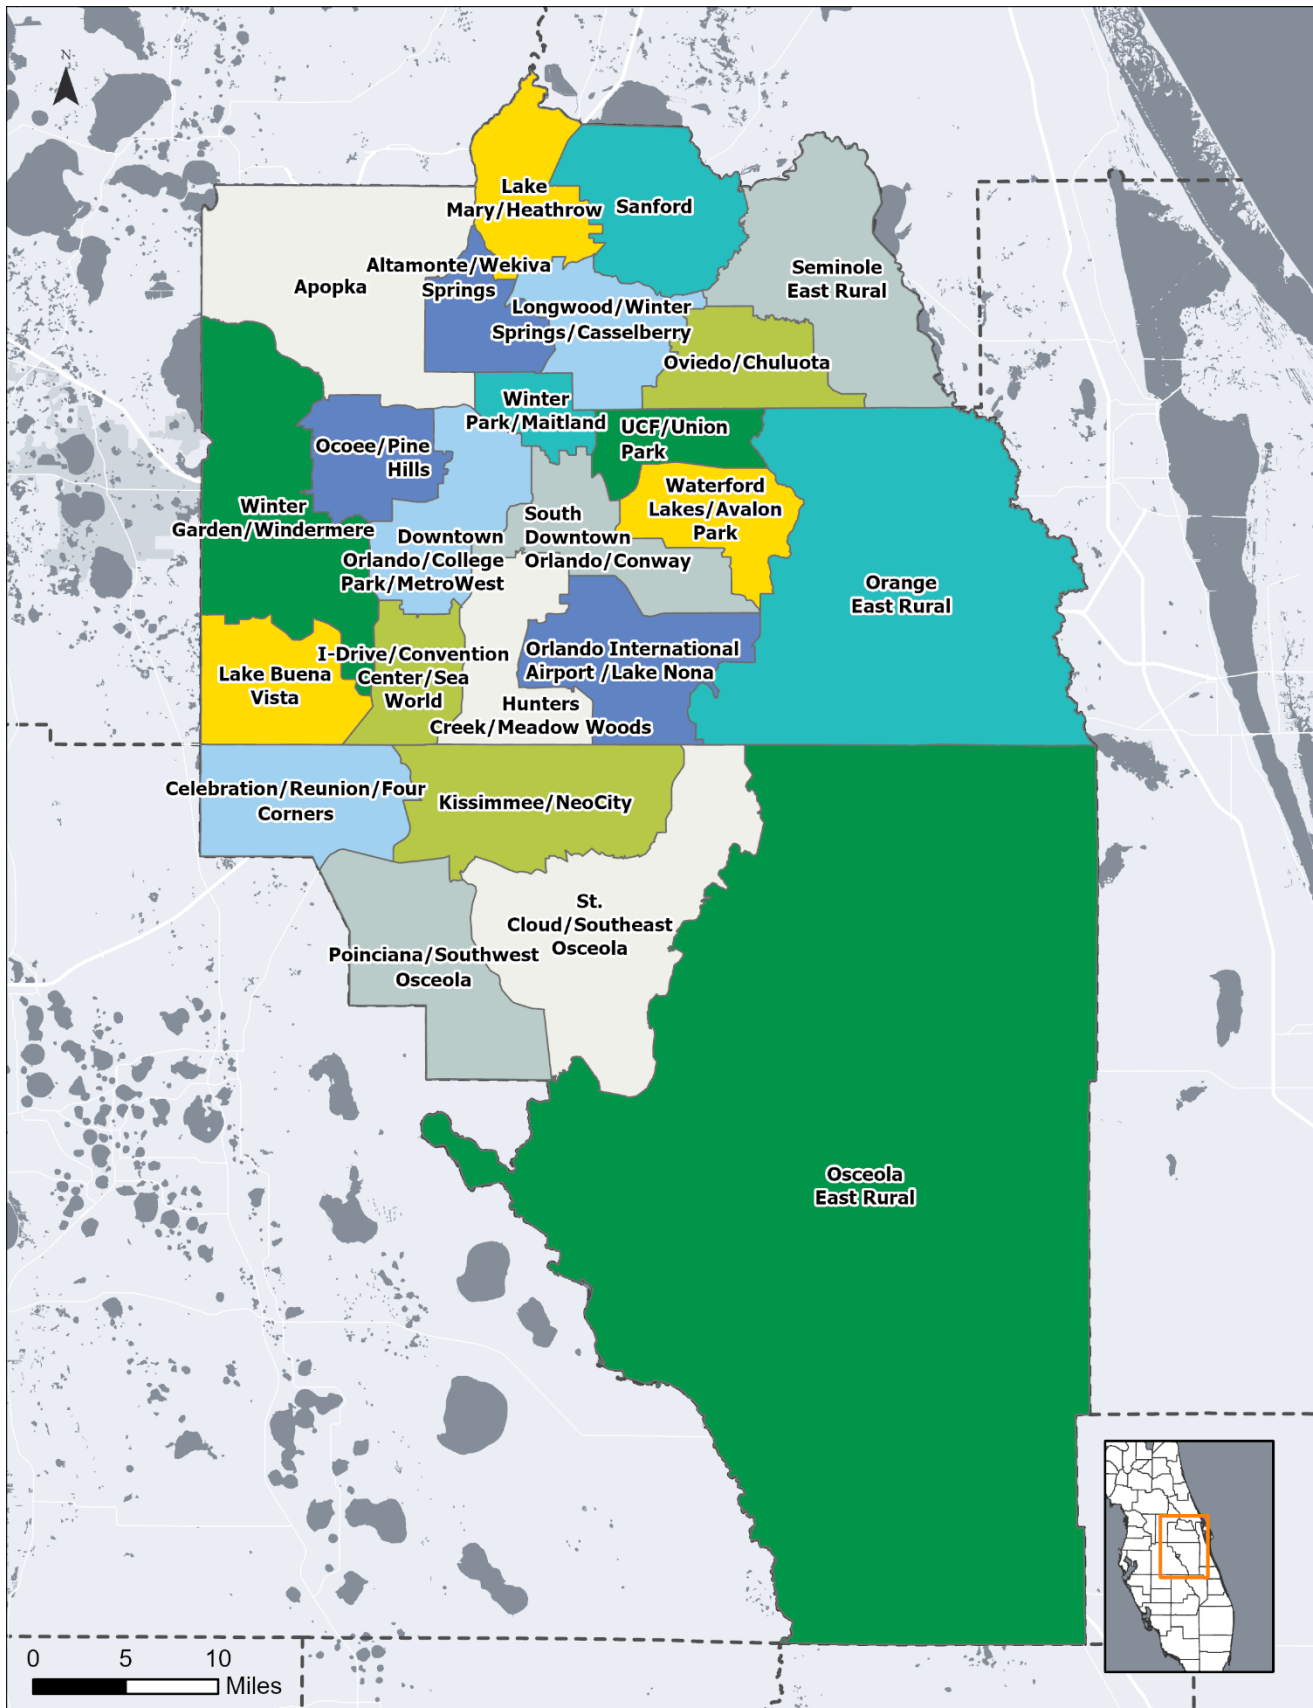 N
Lake
Mary/Heathrow
Sanford
Seminole
East Rural
Apopka
Altamonte/Wekiva
Springs
Longwood/Winter
Springs/Casselberry
Oviedo/Chuluota
Winter
Park/Maitland
UCF/Union
Park
Ocoee/Pine
Hills
Waterford
Lakes/Avalon
Park
Winter
Garden/Windermere
Downtown
Orlando/College
Park/MetroWest
South
Downtown
Orlando/Conway
Orange
East Rural
I-Drive/Convention
Center/Sea
World
Orlando International
Airport /Lake Nona
Lake Buena
Vista
Hunters
Creek/Meadow Woods
Celebration/Reunion/Four
Corners
Kissimmee/NeoCity
St.
Cloud/Southeast
Osceola
Poinciana/Southwest
Osceola
Osceola
East Rural
0 5 10
Miles